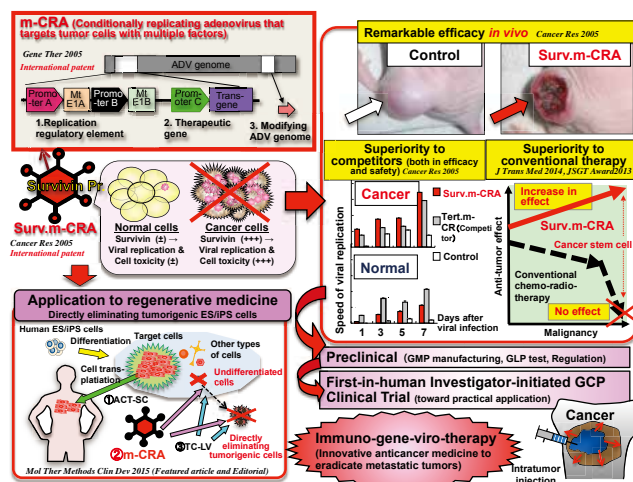 m-CRA (Conditionally replicating adenovirus that
targets tumor cells with multiple factors)
Gene Ther 2005
International patent
ADV genome
Promo
-ter A
Mt
E1A
Promo
-ter B
Mt
E1B
Prom-
oter C
Trans-
gene
1.Replication
regulatory element
2. Therapeutic
gene
3. Modifying
ADV genome
Survivin Pr
Surv.m-CRA
Cancer Res 2005
International patent
Normal cells
Survivin (±) →
Viral replication &
Cell toxicity (±)
Cancer cells
Survivin (+++) →
Viral replication &
Cell toxicity (+++)
Application to regenerative medicine
Directly eliminating tumorigenic ES/iPS cells
Human ES/iPS cells
Differentiation
Target cells
Other types
of cells
Undifferentiated
cells
Cell trans-
platation
①ACT-SC
②m-CRA
③TC-LV
Directly
eliminating
tumorigenic cells
Mol Ther Methods Clin Dev 2015 (Featured article and Editorial)
Remarkable efficacy in vivo Cancer Res 2005
Control
Surv.m-CRA
Superiority to
competitors (both in efficacy
and safety) Cancer Res 2005
Cancer
Surv.m-CRA
Tert.m-
CR(Competi
tor)
Control
Normal
Speed of viral replication
1 3 5 7
Days after
viral infection
Superiority to
conventional therapy
J Trans Med 2014, JSGT Award2013
Increase in
effect
Surv.m-CRA
Cancer stem cell
Conventional
chemo-radio-
therapy
No effect
Anti-tumor effect
Malignancy
Preclinical (GMP manufacturing, GLP test, Regulation)
First-in-human Investigator-initiated GCP
Clinical Trial (toward practical application)
Immuno-gene-viro-therapy
(Innovative anticancer medicine to
eradicate metastatic tumors)
Cancer
Intratumor
injection